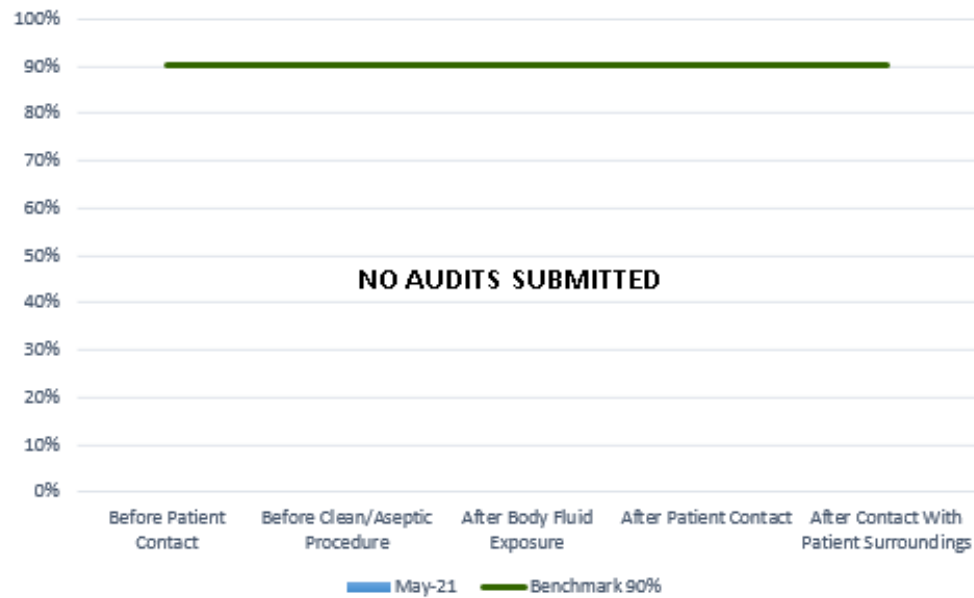 100%
90%
80%
70%
60%
50%
NO AUDITS SUBMITTED
40%
30%
20%
10%
0%
Before Patient Contact
Before Clean/Aseptic Procedure
After Body Fluid Exposure
After Patient Contact
After Contact With Patient Surroundings
May-21
Benchmark 90%